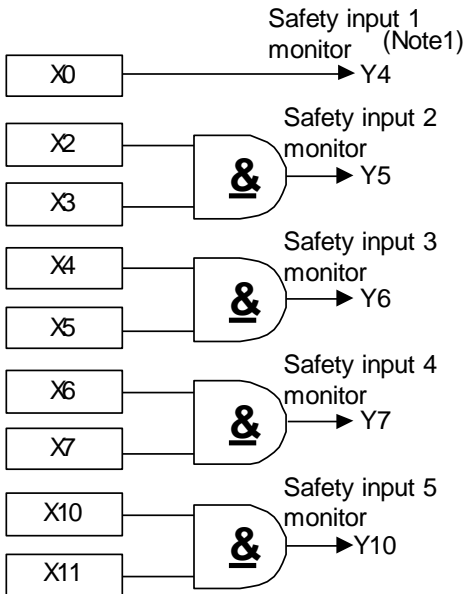 Safety input 1
monitor (Note1)
X0 Y4
Safety input 2
X2 monitor
& Y5
X3
Safety input 3
X4 monitor
& Y6
X5
Safety input 4
X6 monitor
& Y7
X7
Safety input 5
X10 monitor
& Y10
X11